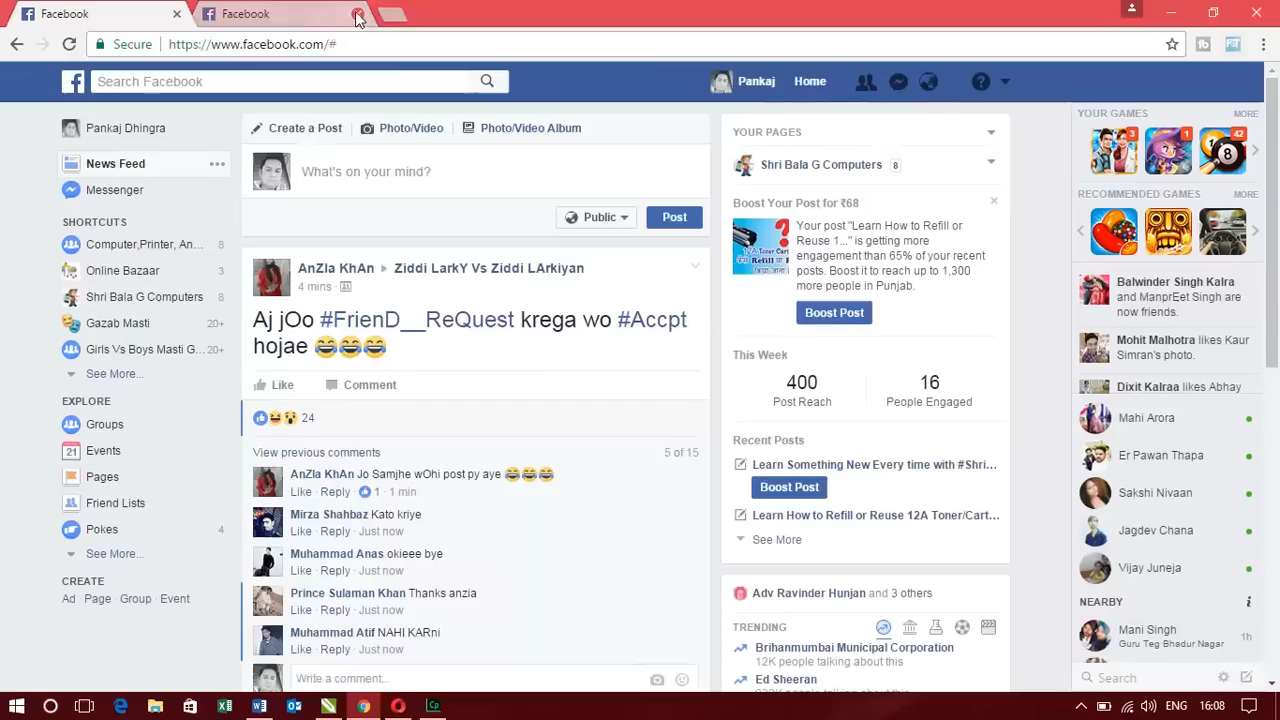 Facebook
Facebook
Secure
https://www.facebook.com/#
Search Facebook
Pankaj
Home
Pankaj Dhingra
News Feed
Messenger
SHORTCUTS
Computer,Printer, An... 8
Online Bazaar 3
Shri Bala G Computers 8
Gazab Masti 20+
Girls Vs Boys Masti G... 20+
See More...
EXPLORE
Groups
Events
Pages
Friend Lists
Pokes 4
See More...
CREATE
Ad · Page · Group · Event
Create a Post
Photo/Video
Photo/Video Album
What's on your mind?
Public
Post
AnZla KhAn ▸ Ziddi LarkY Vs Ziddi LArkiyan
4 mins ·
Aj jOo #FrienD__ReQuest krega wo #Accpt
hojae 😂😂😂
Like
Comment
24
View previous comments
5 of 15
AnZla KhAn Jo Samjhe wOhi post py aye 😂😂😂
Like · Reply · 1 · 1 min
Mirza Shahbaz Kato kriye
Like · Reply · Just now
Muhammad Anas okieee bye
Like · Reply · Just now
Prince Sulaman Khan Thanks anzia
Like · Reply · Just now
Muhammad Atif NAHI KARni
Like · Reply · Just now
Write a comment...
YOUR PAGES
Shri Bala G Computers 8
Boost Your Post for ₹68
Your post "Learn How to Refill or
Reuse 1..." is getting more
engagement than 65% of your recent
posts. Boost it to reach up to 1,300
more people in Punjab.
Boost Post
This Week
400
Post Reach
16
People Engaged
Recent Posts
Learn Something New Every time with #Shri...
Boost Post
Learn How to Refill or Reuse 12A Toner/Cart...
See More
Adv Ravinder Hunjan and 3 others
TRENDING
Brihanmumbai Municipal Corporation
12K people talking about this
Ed Sheeran
YOUR GAMES
MORE
3
1
42
8
RECOMMENDED GAMES
MORE
Balwinder Singh Kalra
and ManprEet Singh are
now friends.
Mohit Malhotra likes Kaur
Simran's photo.
Dixit Kalraa likes Abhay
Mahi Arora
Er Pawan Thapa
Sakshi Nivaan
Jagdev Chana
Vijay Juneja
NEARBY
Mani Singh
Guru Teg Bhadur Nagar
1h
Search
ENG
16:08